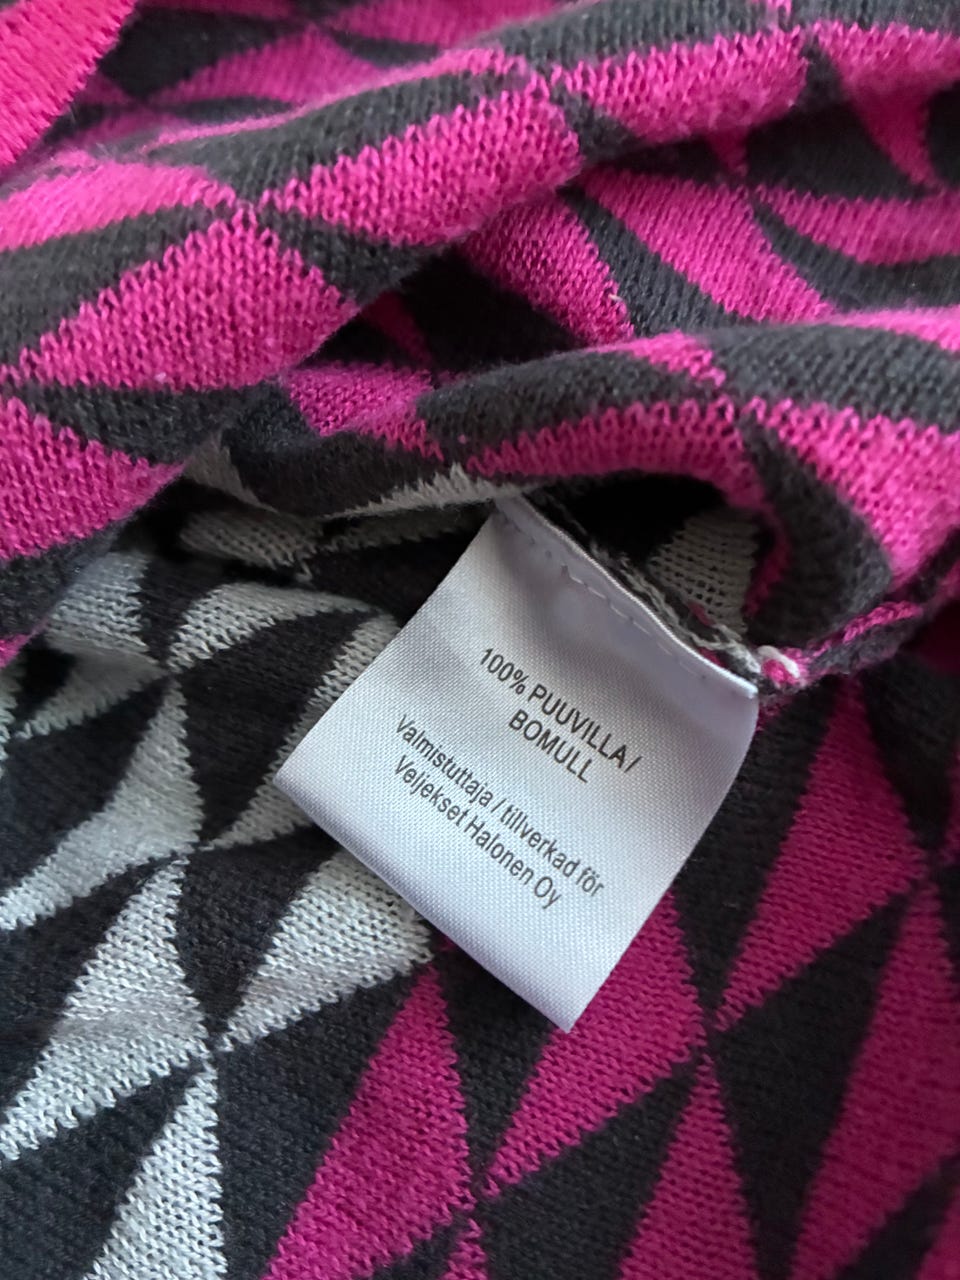 100% PUUVILLA/
BOMULL
Valmistuttaja / tillverkad för
Veljekset Halonen Oy